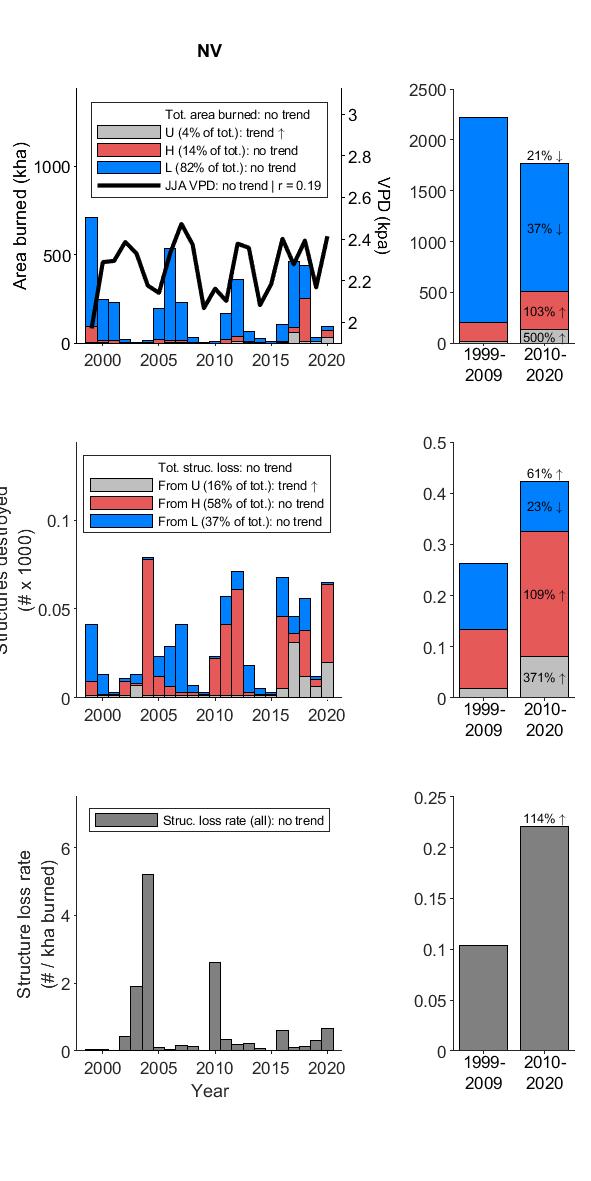 NV
Area burned (kha)
1000
500
0
Tot. area burned: no trend
U (4% of tot.): trend ↑
H (14% of tot.): no trend
L (82% of tot.): no trend
JJA VPD: no trend | r = 0.19
3
2.8
2.6
2.4
2.2
2
VPD (kpa)
2000 2005 2010 2015 2020
2500
2000
1500
1000
500
0
21% ↓
37% ↓
103% ↑
500% ↑
1999-
2009
2010-
2020
Structures destroyed
(# x 1000)
0.1
0.05
0
Tot. struc. loss: no trend
From U (16% of tot.): trend ↑
From H (58% of tot.): no trend
From L (37% of tot.): no trend
2000 2005 2010 2015 2020
0.5
0.4
0.3
0.2
0.1
0
61% ↑
23% ↓
109% ↑
371% ↑
1999-
2009
2010-
2020
Structure loss rate
(# / kha burned)
6
4
2
0
Struc. loss rate (all): no trend
2000 2005 2010 2015 2020
Year
0.25
0.2
0.15
0.1
0.05
0
114% ↑
1999-
2009
2010-
2020